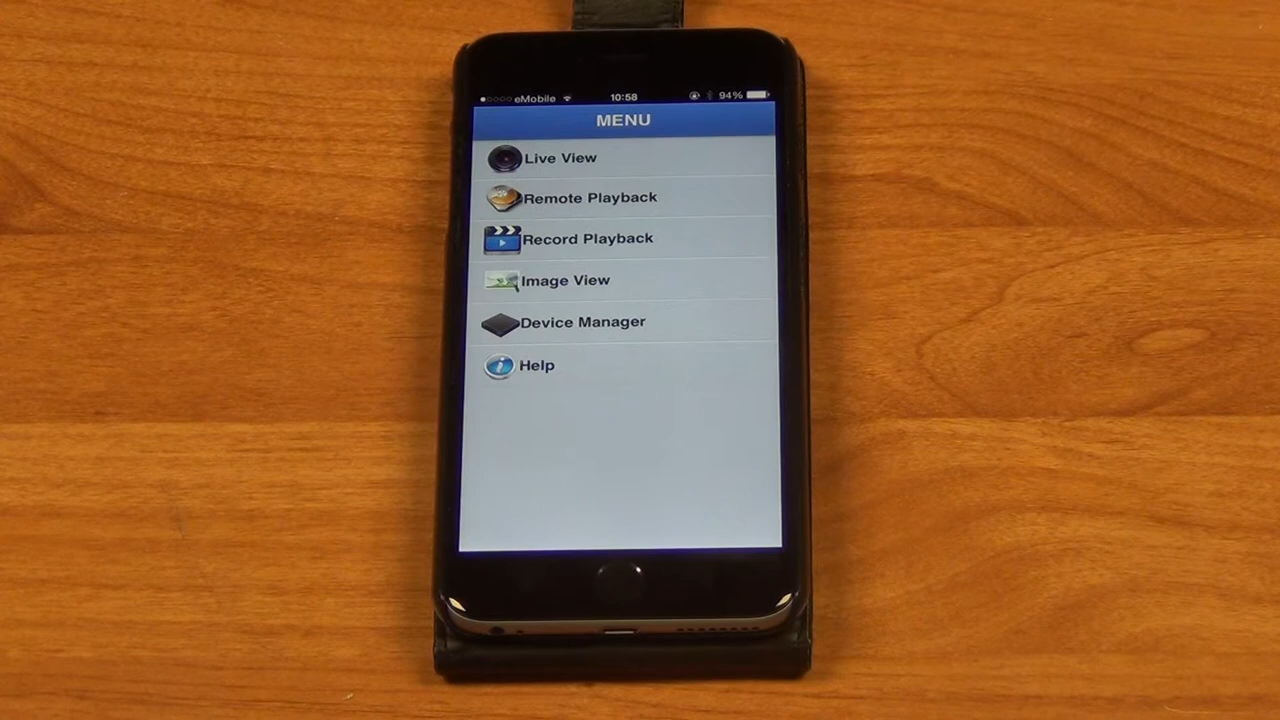 eMobile 10:58 94%
MENU
Live View
Remote Playback
Record Playback
Image View
Device Manager
Help